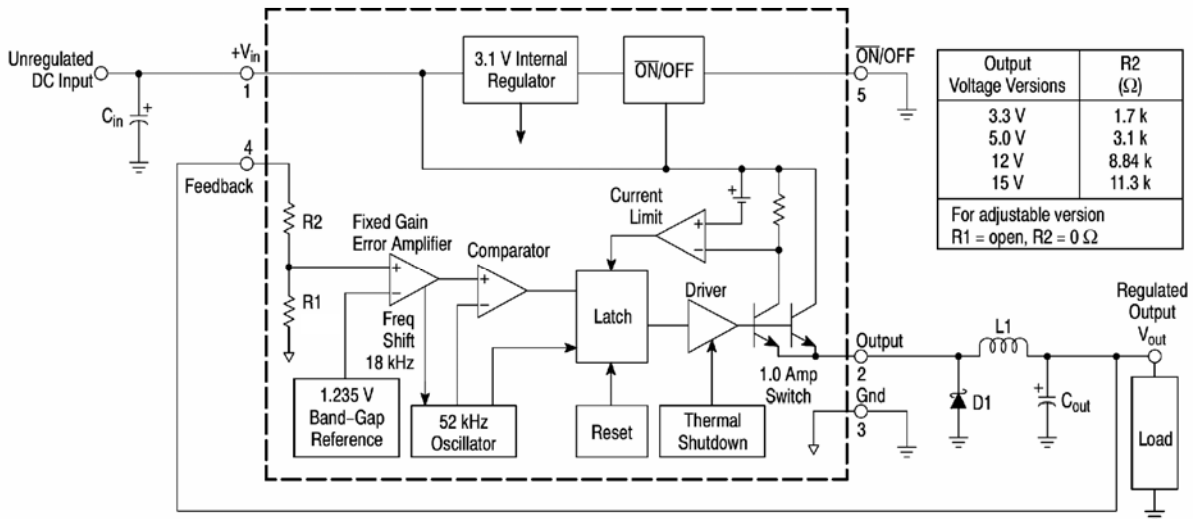 Unregulated
DC Input
Cin
+
+Vin
1
4
Feedback
R2
R1
3.1 V Internal
Regulator
O̅N̅/OFF
O̅N̅/OFF
5
Fixed Gain
Error Amplifier
+
−
Comparator
+
−
Current
Limit
+
−
+
Freq
Shift
18 kHz
Latch
Driver
1.235 V
Band–Gap
Reference
52 kHz
Oscillator
Reset
Thermal
Shutdown
1.0 Amp
Switch
Output
2
Gnd
3
D1
L1
+
Cout
Regulated
Output
Vout
Load
Output
Voltage Versions
R2
(Ω)
3.3 V 1.7 k
5.0 V 3.1 k
12 V 8.84 k
15 V 11.3 k
For adjustable version
R1 = open, R2 = 0 Ω